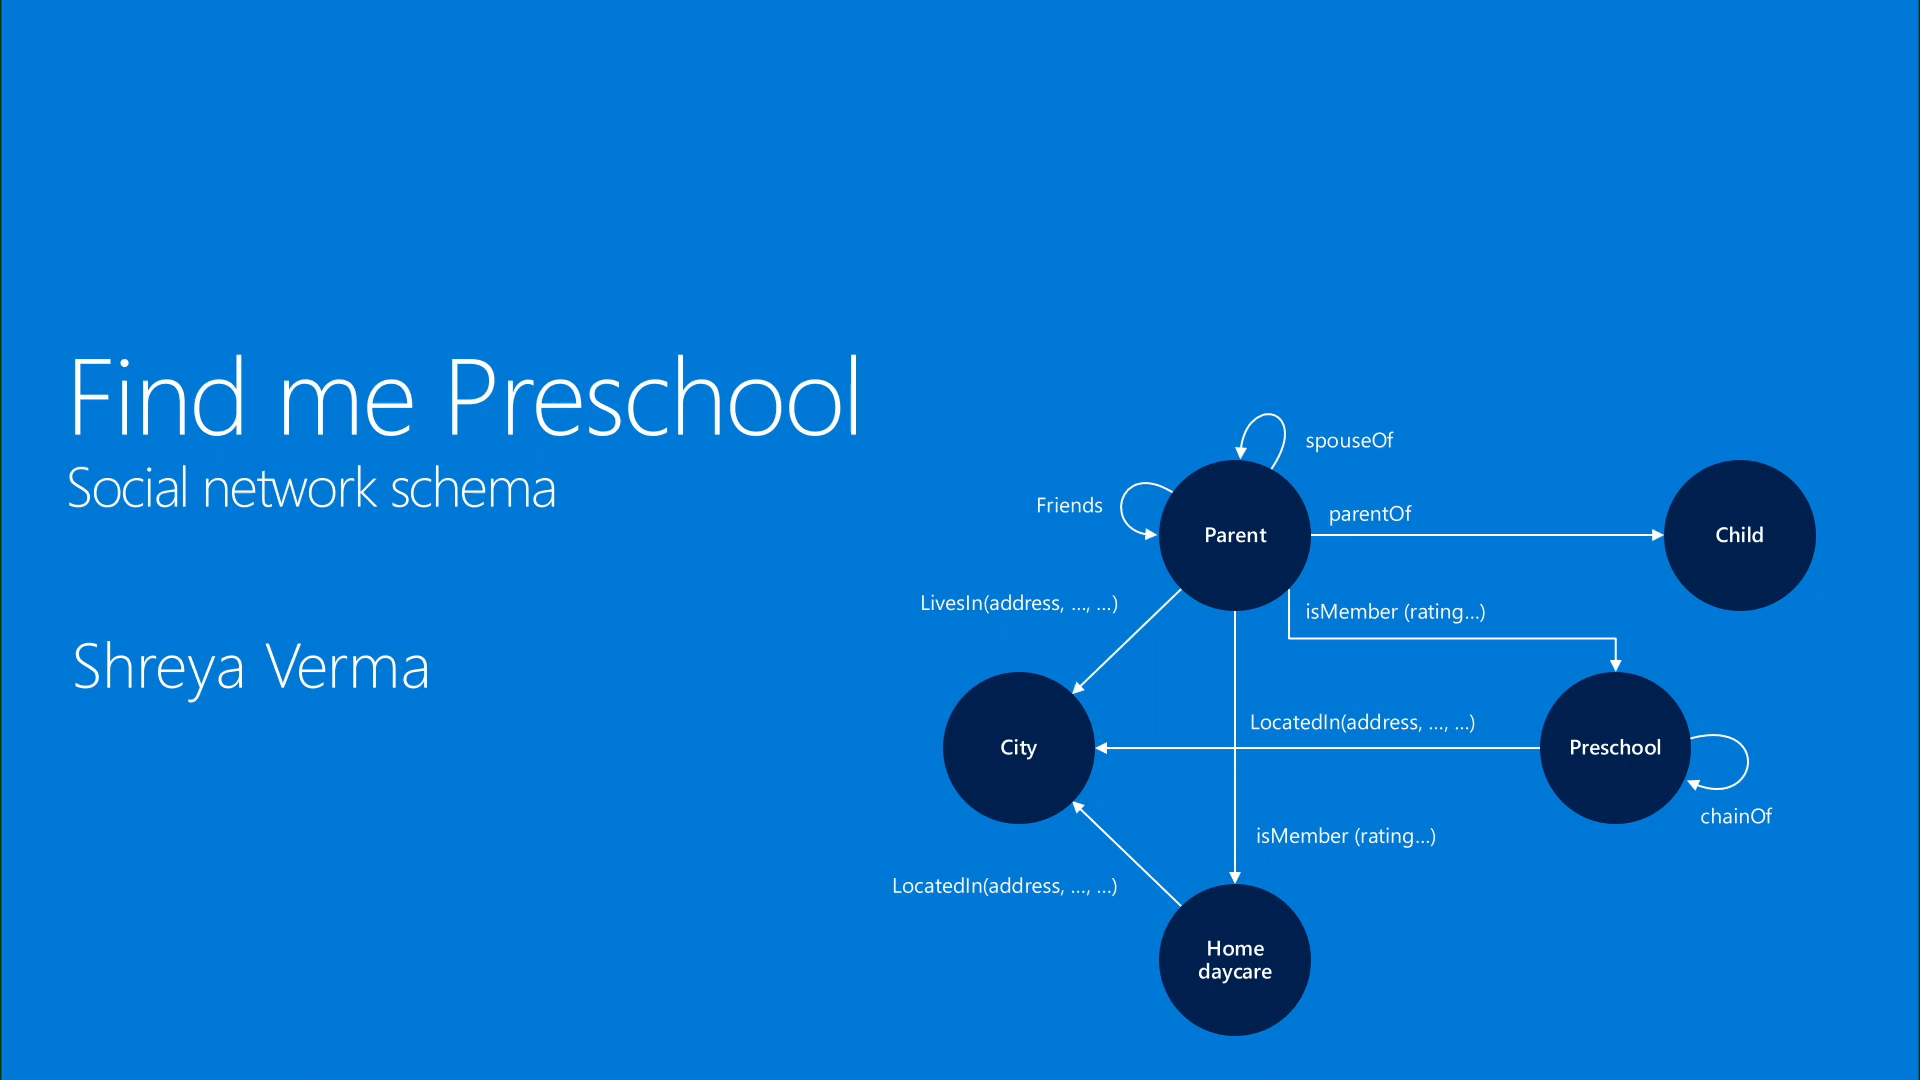 Find me Preschool
Social network schema
Shreya Verma
spouseOf
Friends
parentOf
Parent
Child
LivesIn(address, ..., ...)
isMember (rating...)
LocatedIn(address, ..., ...)
City
Preschool
chainOf
isMember (rating...)
LocatedIn(address, ..., ...)
Home
daycare